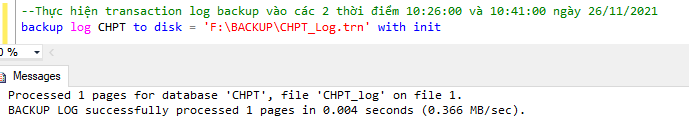 --Thực hiện transaction log backup vào các 2 thời điểm 10:26:00 và 10:41:00 ngày 26/11/2021
backup log CHPT to disk = 'F:\BACKUP\CHPT_Log.trn' with init
0 %
Messages
Processed 1 pages for database 'CHPT', file 'CHPT_log' on file 1.
BACKUP LOG successfully processed 1 pages in 0.004 seconds (0.366 MB/sec).